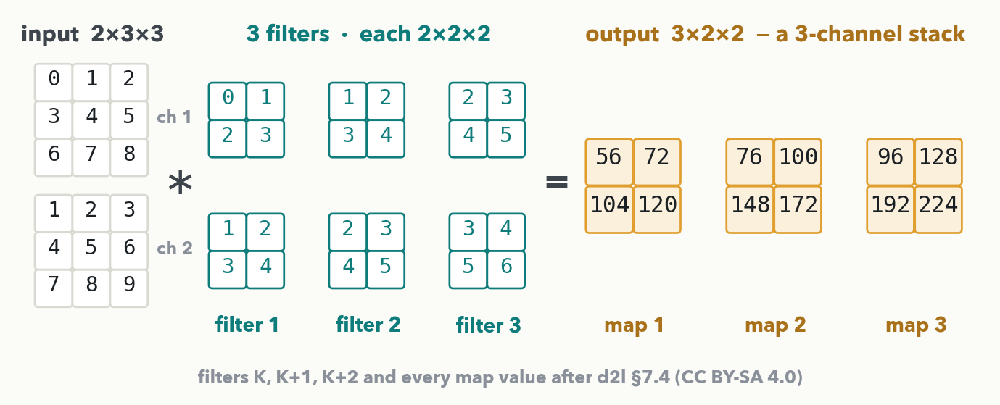 input 2×3×3
3 filters · each 2×2×2
output 3×2×2 — a 3-channel stack
0 1 2
3 4 5
6 7 8
ch 1
1 2 3
4 5 6
7 8 9
ch 2
*
0 1
2 3
1 2
3 4
filter 1
1 2
3 4
2 3
4 5
filter 2
2 3
4 5
3 4
5 6
filter 3
=
56 72
104 120
map 1
76 100
148 172
map 2
96 128
192 224
map 3
filters K, K+1, K+2 and every map value after d2l §7.4 (CC BY-SA 4.0)